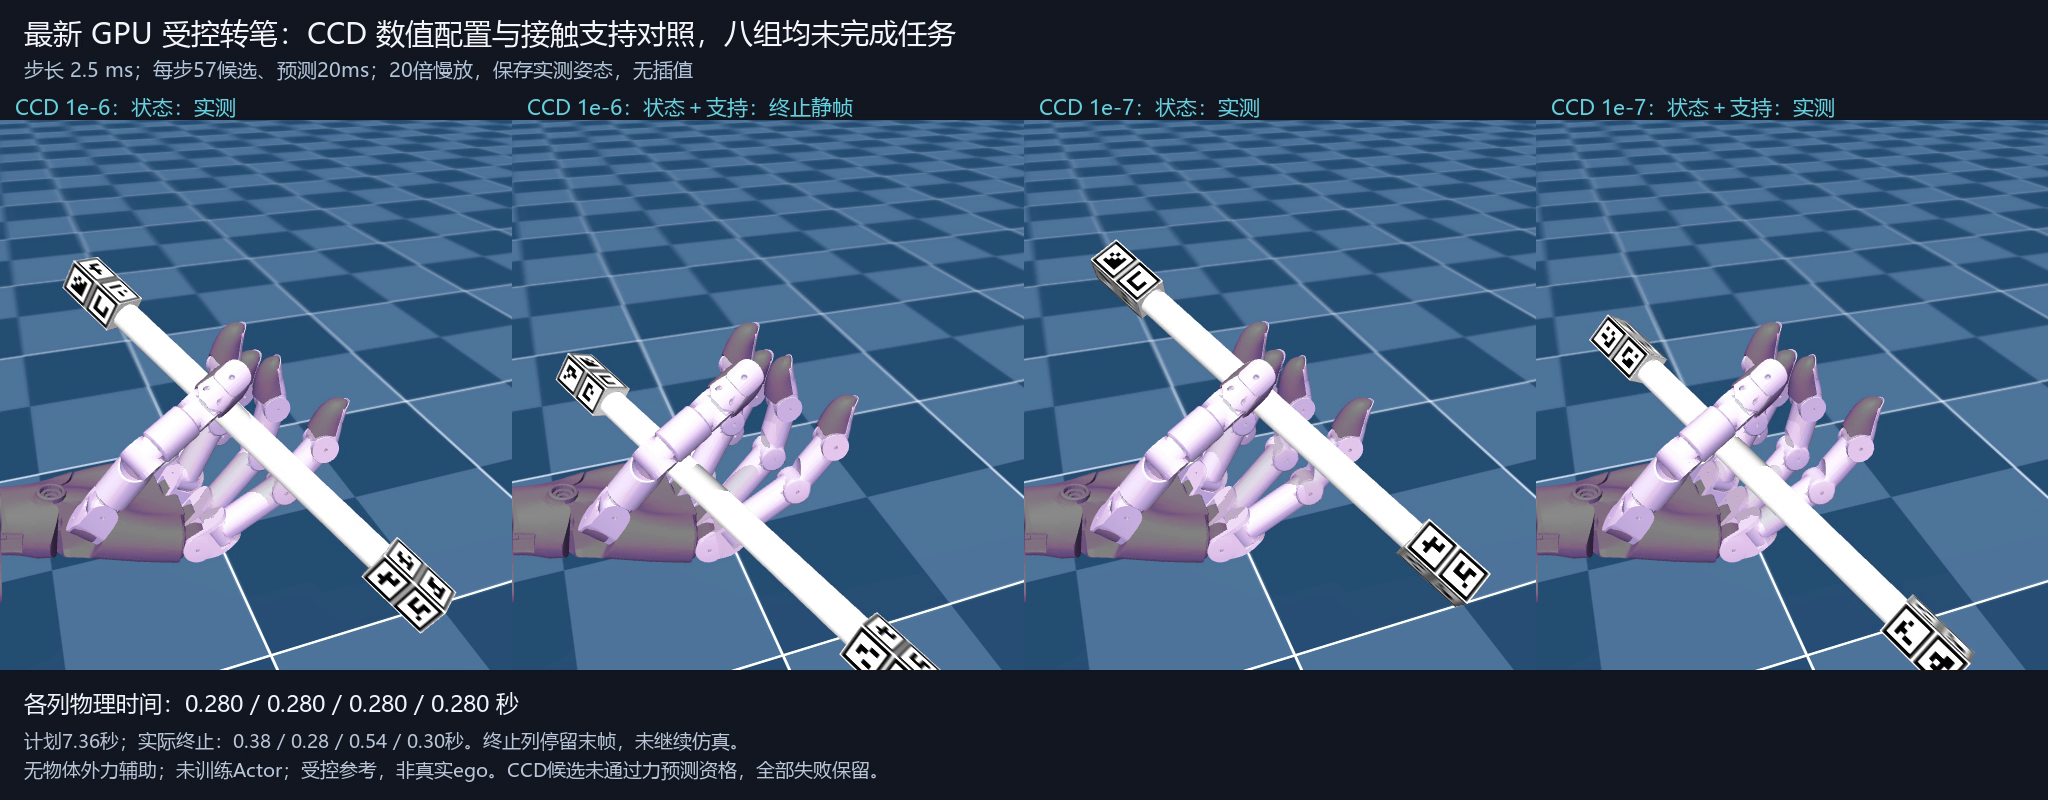 最新 GPU 受控转笔：CCD 数值配置与接触支持对照，八组均未完成任务
步长 2.5 ms；每步57候选、预测20ms；20倍慢放，保存实测姿态，无插值
CCD 1e-6：状态：实测
CCD 1e-6：状态＋支持：终止静帧
CCD 1e-7：状态：实测
CCD 1e-7：状态＋支持：实测
各列物理时间：0.280 / 0.280 / 0.280 / 0.280 秒
计划7.36秒；实际终止：0.38 / 0.28 / 0.54 / 0.30秒。终止列停留末帧，未继续仿真。
无物体外力辅助；未训练Actor；受控参考，非真实ego。CCD候选未通过力预测资格，全部失败保留。